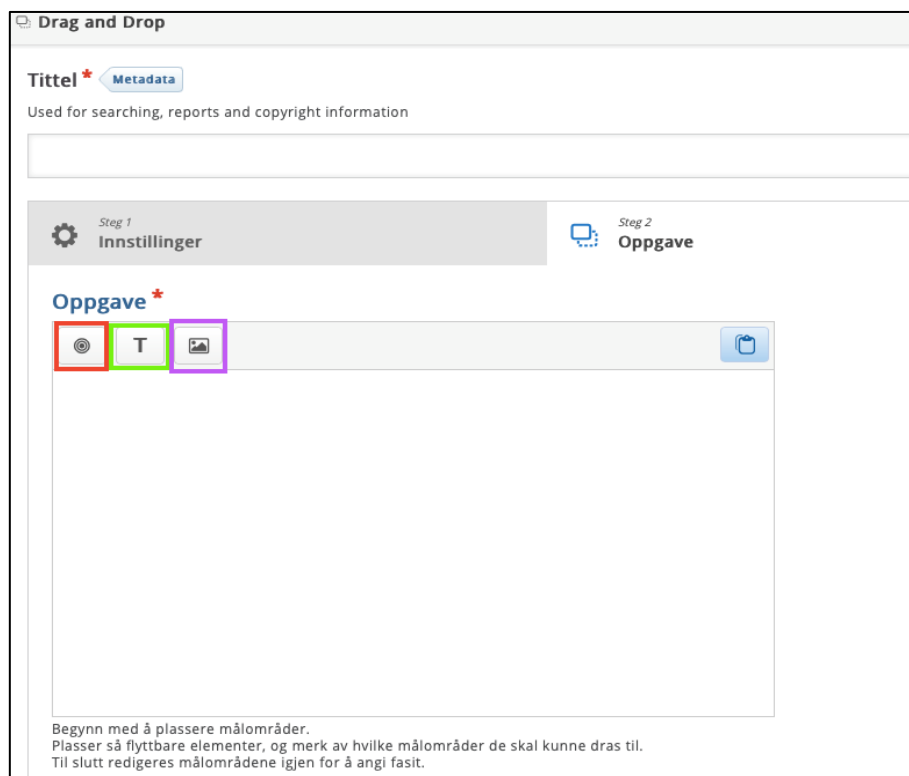 Drag and Drop
Tittel * Metadata
Used for searching, reports and copyright information
Steg 1
Innstillinger
Steg 2
Oppgave
Oppgave *
T
Begynn med å plassere målområder.
Plasser så flyttbare elementer, og merk av hvilke målområder de skal kunne dras til.
Til slutt redigeres målområdene igjen for å angi fasit.